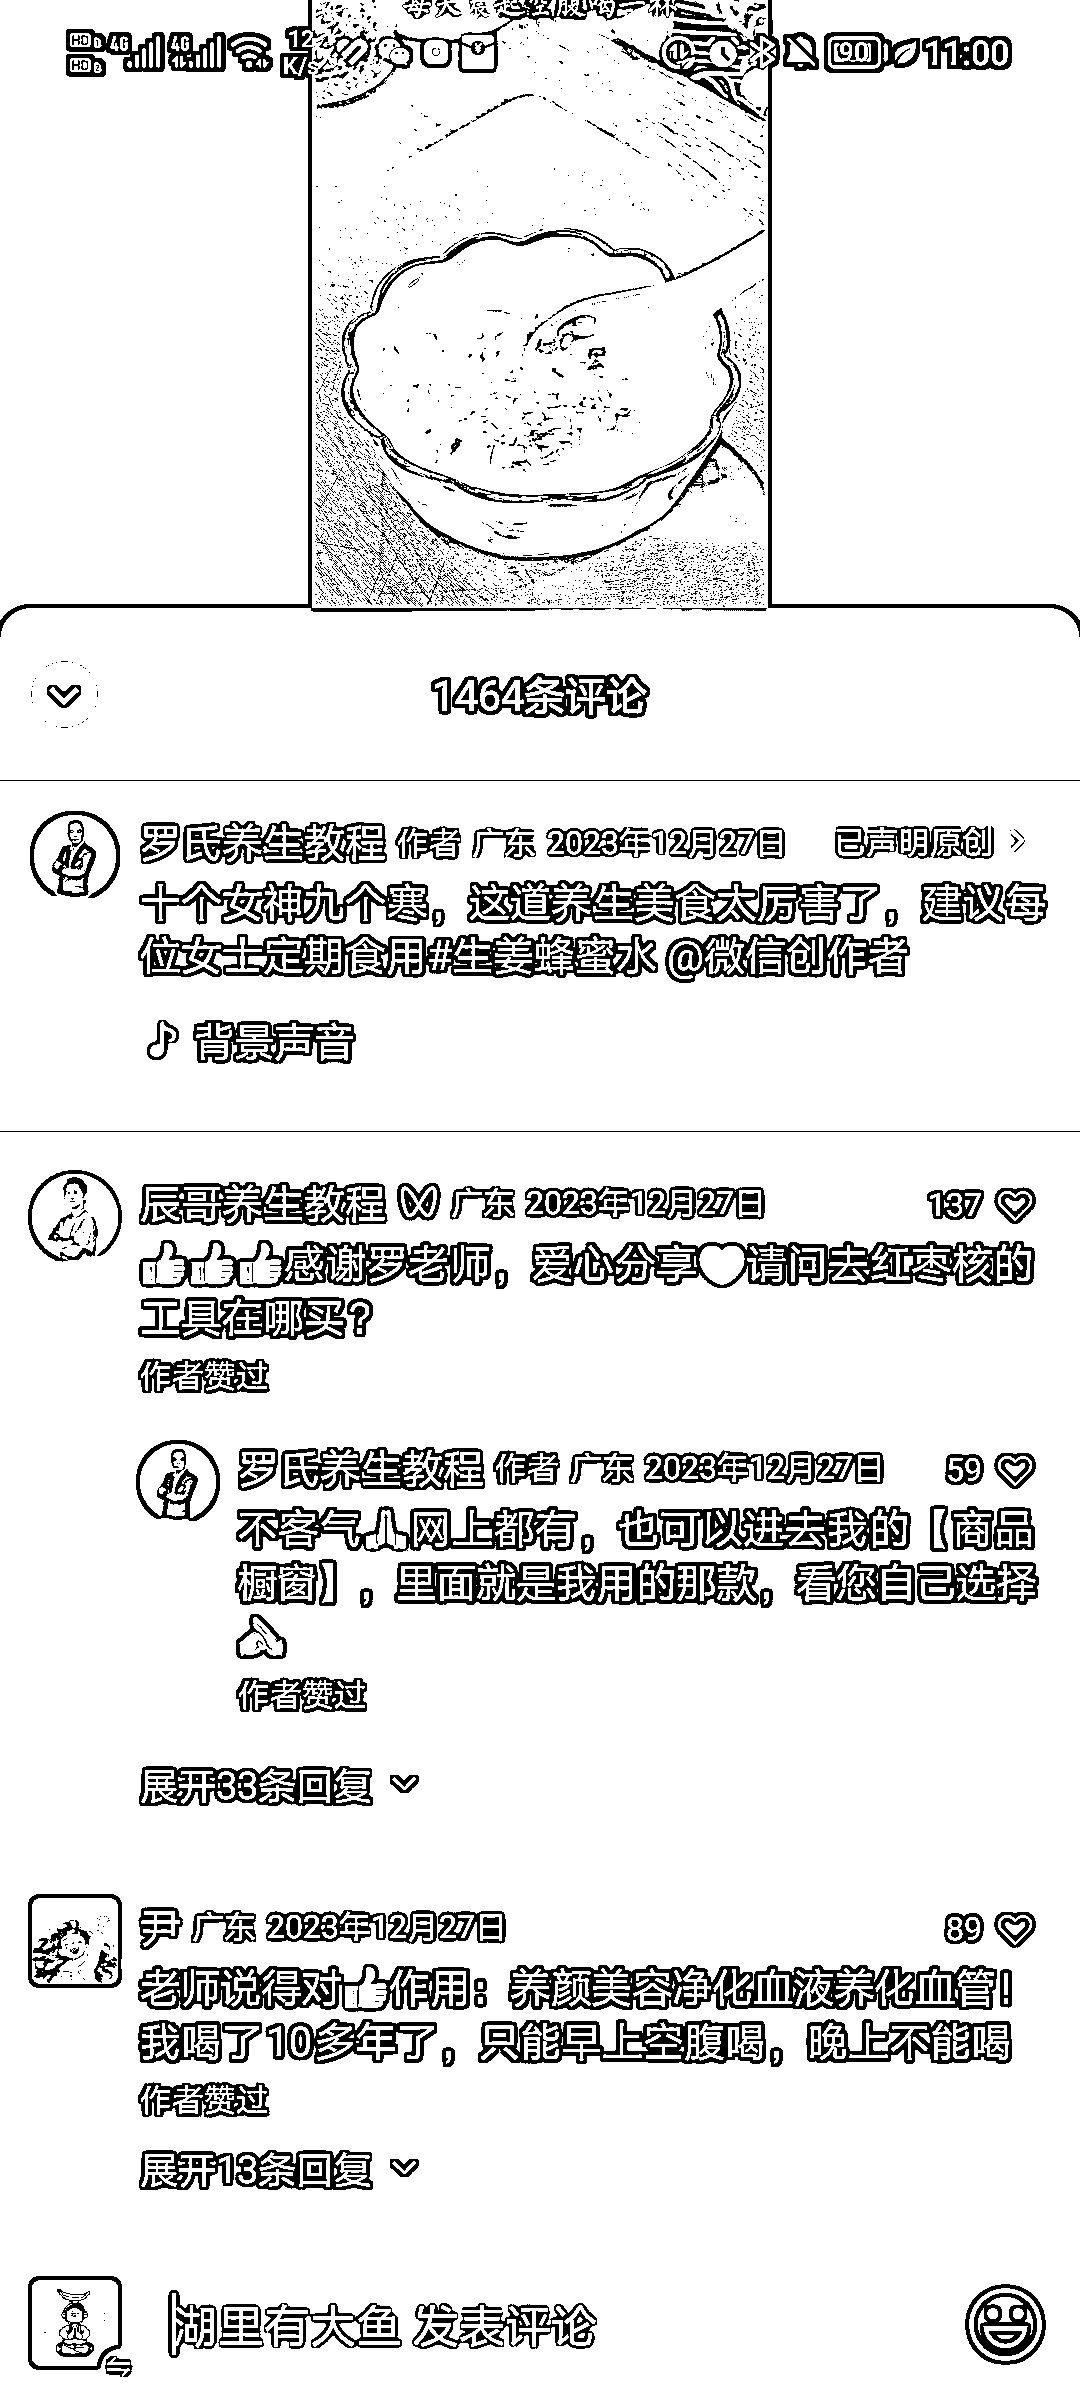 每天晨起空腹喝一杯
HD 4G 4G 12 K/s 90 11:00
1464条评论
罗氏养生教程 作者 广东 2023年12月27日 已声明原创
十个女神九个寒，这道养生美食太厉害了，建议每
位女士定期食用#生姜蜂蜜水 @微信创作者
背景声音
辰哥养生教程 广东 2023年12月27日 137
👍👍👍感谢罗老师，爱心分享❤请问去红枣核的
工具在哪买？
作者赞过
罗氏养生教程 作者 广东 2023年12月27日 59
不客气🙏网上都有，也可以进去我的【商品
橱窗】，里面就是我用的那款，看您自己选择
作者赞过
展开33条回复
尹 广东 2023年12月27日 89
老师说得对👍作用：养颜美容净化血液养化血管！
我喝了10多年了，只能早上空腹喝，晚上不能喝
作者赞过
展开13条回复
湖里有大鱼 发表评论